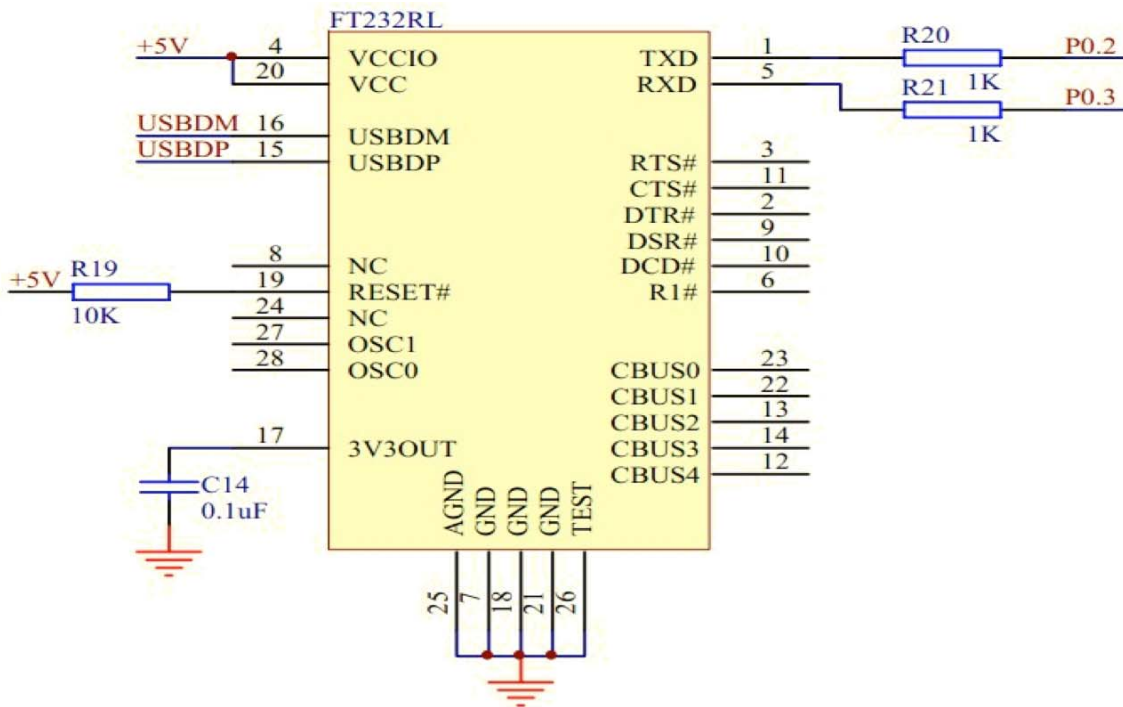 FT232RL
+5V
4
VCCIO
20
VCC
USBDM
16
USBDM
USBDP
15
USBDP
8
NC
+5V
R19
10K
19
RESET#
24
NC
27
OSC1
28
OSC0
17
3V3OUT
C14
0.1uF
TXD
1
R20
1K
P0.2
RXD
5
R21
1K
P0.3
RTS#
3
CTS#
11
DTR#
2
DSR#
9
DCD#
10
R1#
6
CBUS0
23
CBUS1
22
CBUS2
13
CBUS3
14
CBUS4
12
AGND
GND
GND
GND
TEST
25
7
18
21
26